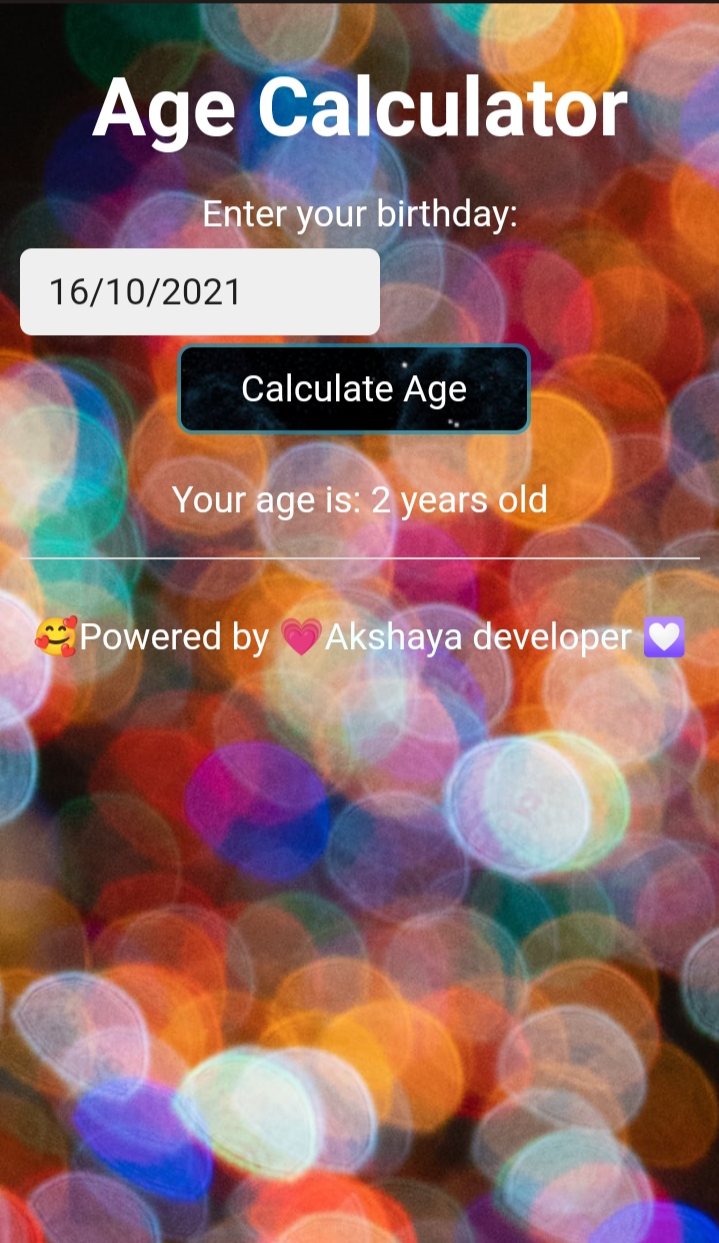 Age Calculator
Enter your birthday:
16/10/2021
Calculate Age
Your age is: 2 years old
🥰Powered by 💗Akshaya developer 💟